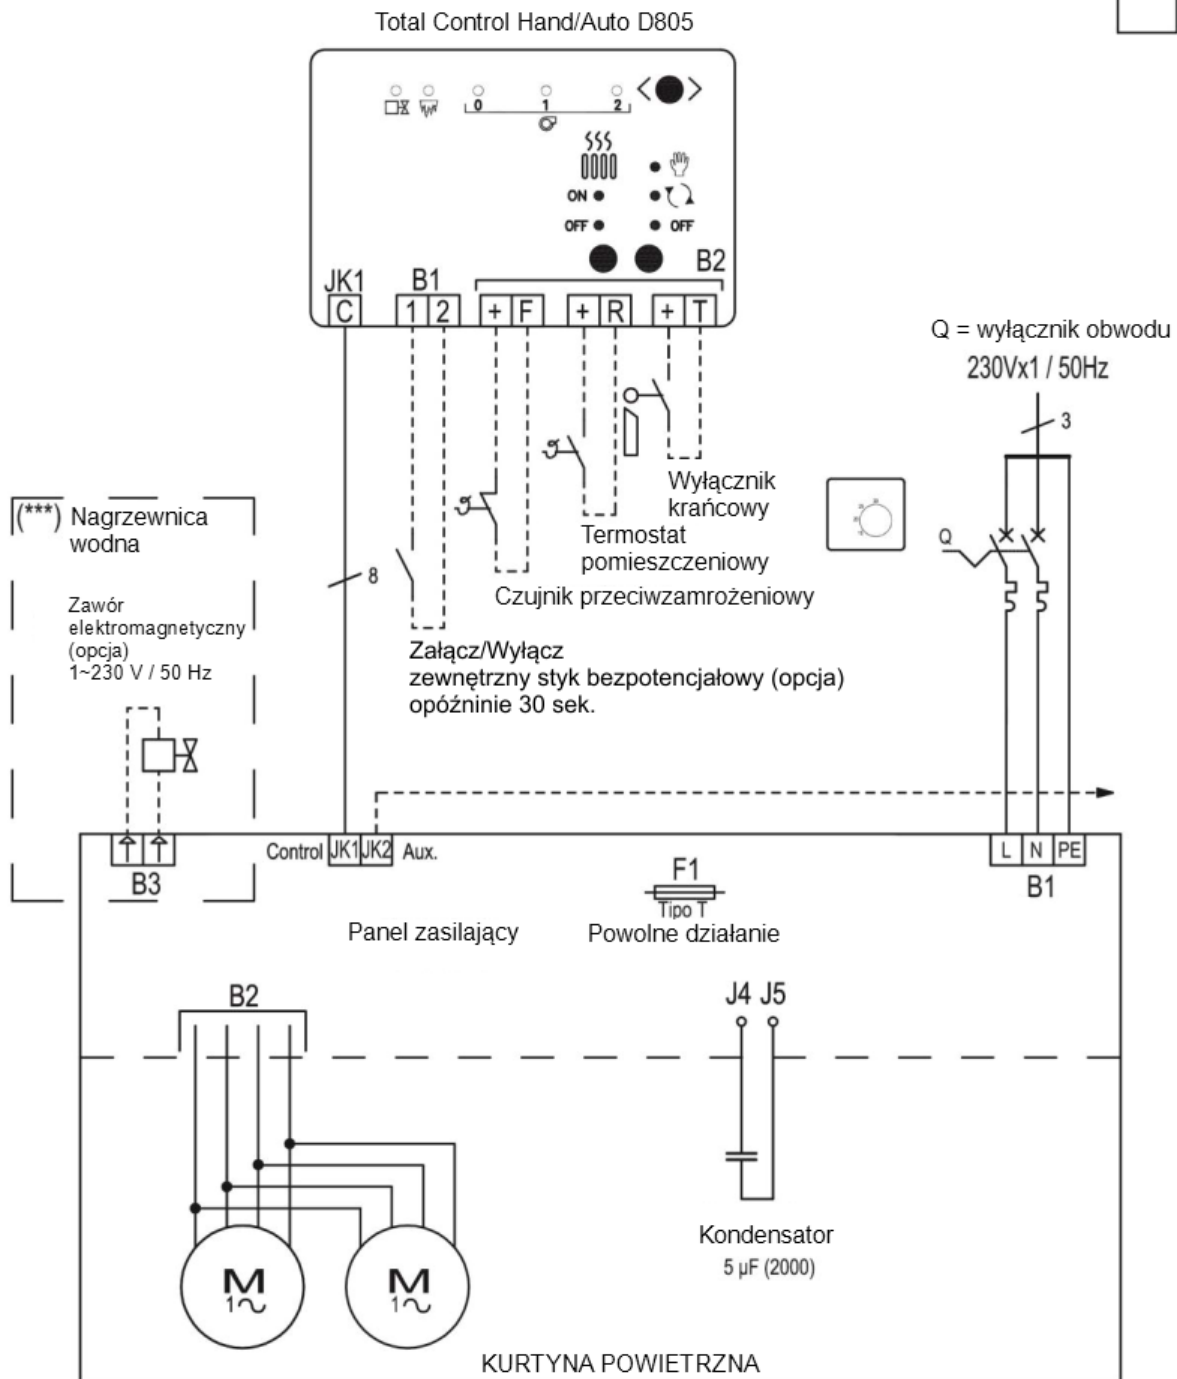 Total Control Hand/Auto D805
0 1 2
ON
OFF OFF
B2
JK1 B1
C 1 2 + F + R + T
Q = wyłącznik obwodu
230Vx1 / 50Hz
3
Wyłącznik
krańcowy
Termostat
pomieszczeniowy
Czujnik przeciwzamrożeniowy
Q
8
Załącz/Wyłącz
zewnętrzny styk bezpotencjałowy (opcja)
opóźninie 30 sek.
(***) Nagrzewnica
wodna
Zawór
elektromagnetyczny
(opcja)
1~230 V / 50 Hz
B3
Control JK1 JK2 Aux.
L N PE
B1
F1
Tipo T
Panel zasilający
Powolne działanie
B2
J4 J5
M
1
M
1
Kondensator
5 µF (2000)
KURTYNA POWIETRZNA